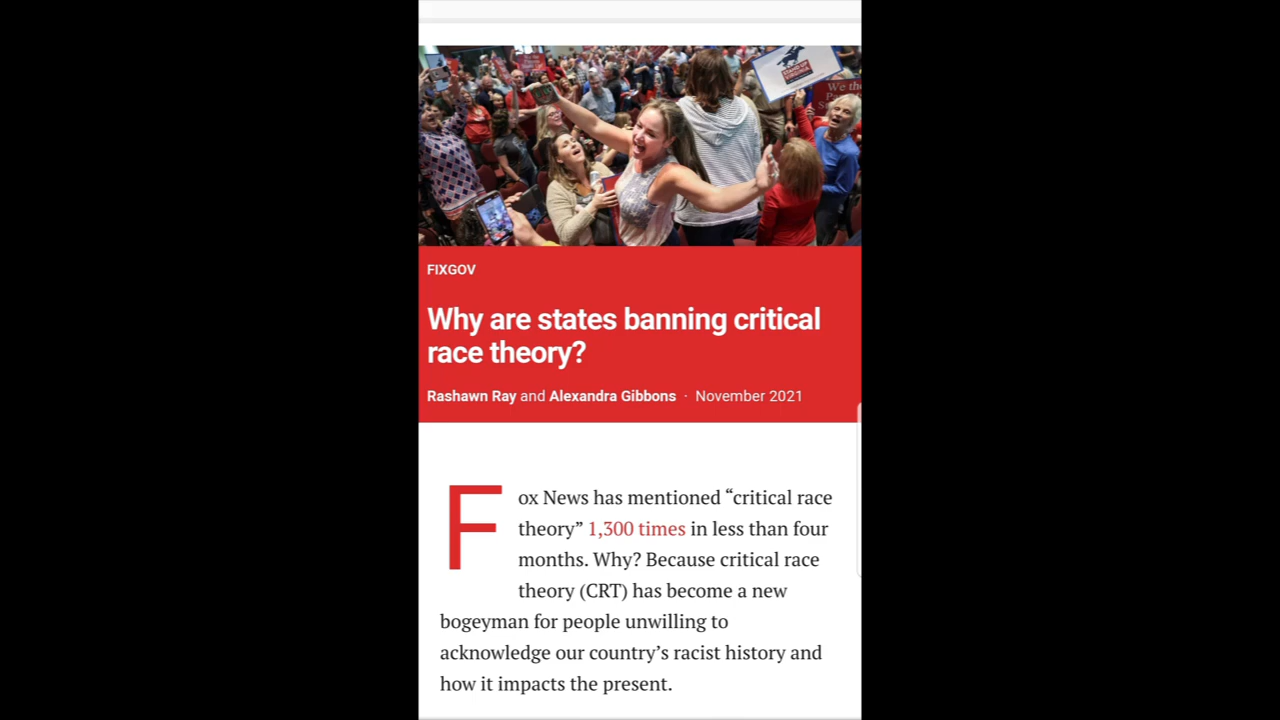 We the
FIXGOV
Why are states banning critical
race theory?
Rashawn Ray and Alexandra Gibbons · November 2021
Fox News has mentioned “critical race
theory” 1,300 times in less than four
months. Why? Because critical race
theory (CRT) has become a new
bogeyman for people unwilling to
acknowledge our country’s racist history and
how it impacts the present.